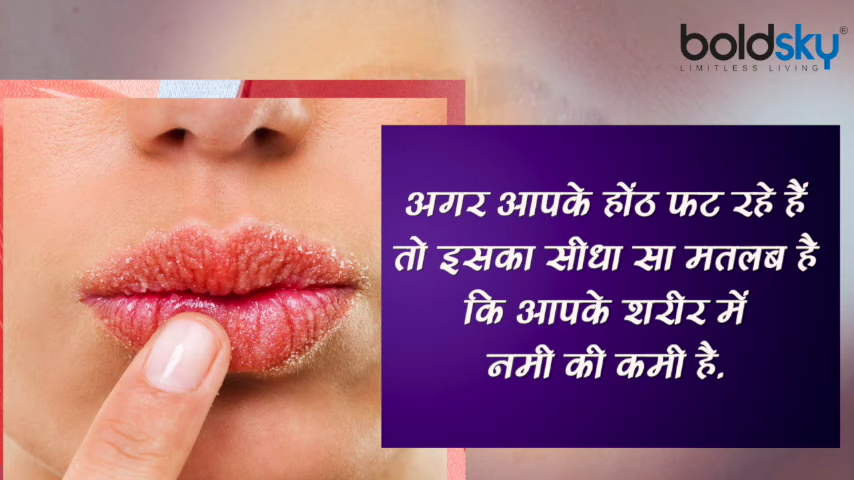 boldsky®
LIMITLESS LIVING
अगर आपके होंठ फट रहे हैं
तो इसका सीधा सा मतलब है
कि आपके शरीर में
नमी की कमी है.